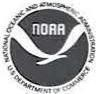 NATIONAL OCEANIC AND ATMOSPHERIC ADMINISTRATION
NOAA
U.S. DEPARTMENT OF COMMERCE